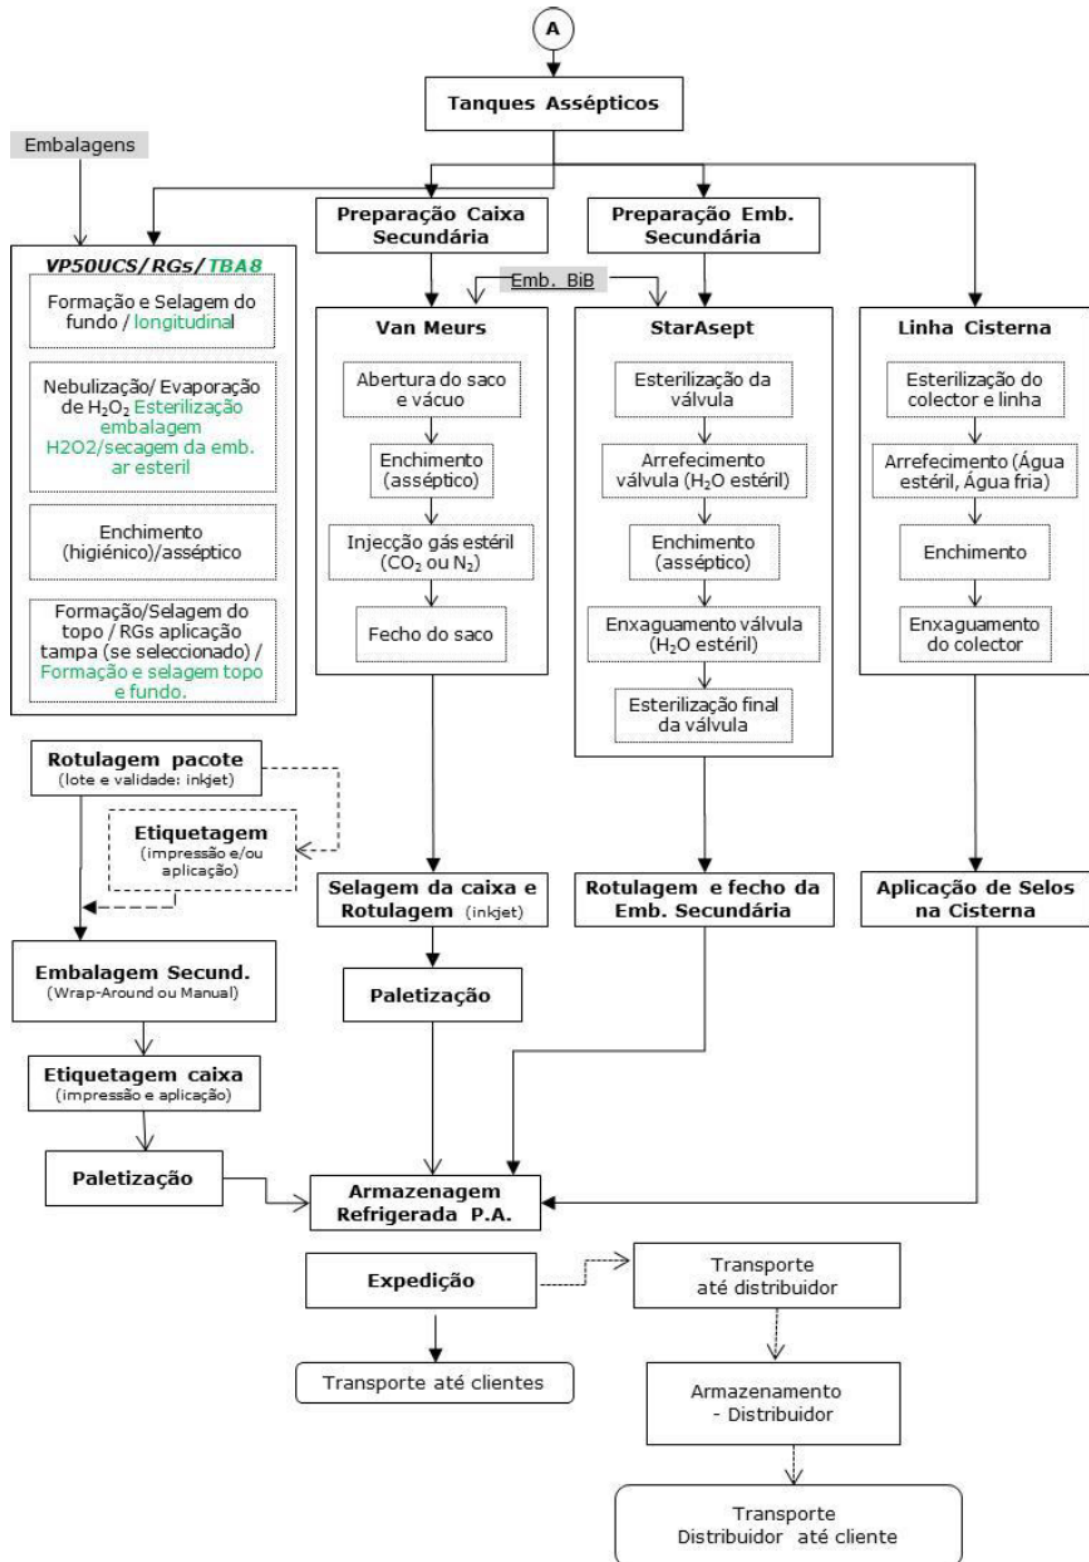 A
Tanques Assépticos
Embalagens
Preparação Caixa
Secundária
Preparação Emb.
Secundária
VP50UCS/RGs/TBA8
Formação e Selagem do
fundo / longitudinal
Nebulização/ Evaporação
de H₂O₂ Esterilização
embalagem
H2O2/secagem da emb.
ar esteril
Enchimento
(higiénico)/asséptico
Formação/Selagem do
topo / RGs aplicação
tampa (se seleccionado) /
Formação e selagem topo
e fundo.
Emb. BiB
Van Meurs
Abertura do saco
e vácuo
Enchimento
(asséptico)
Injecção gás estéril
(CO₂ ou N₂)
Fecho do saco
StarAsept
Esterilização da
válvula
Arrefecimento
válvula (H₂O estéril)
Enchimento
(asséptico)
Enxaguamento válvula
(H₂O estéril)
Esterilização final
da válvula
Linha Cisterna
Esterilização do
colector e linha
Arrefecimento (Água
estéril, Água fria)
Enchimento
Enxaguamento
do colector
Rotulagem pacote
(lote e validade: inkjet)
Etiquetagem
(impressão e/ou
aplicação)
Selagem da caixa e
Rotulagem (inkjet)
Rotulagem e fecho da
Emb. Secundária
Aplicação de Selos
na Cisterna
Embalagem Secund.
(Wrap-Around ou Manual)
Paletização
Etiquetagem caixa
(impressão e aplicação)
Paletização
Armazenagem
Refrigerada P.A.
Expedição
Transporte
até distribuidor
Transporte até clientes
Armazenamento
- Distribuidor
Transporte
Distribuidor até cliente